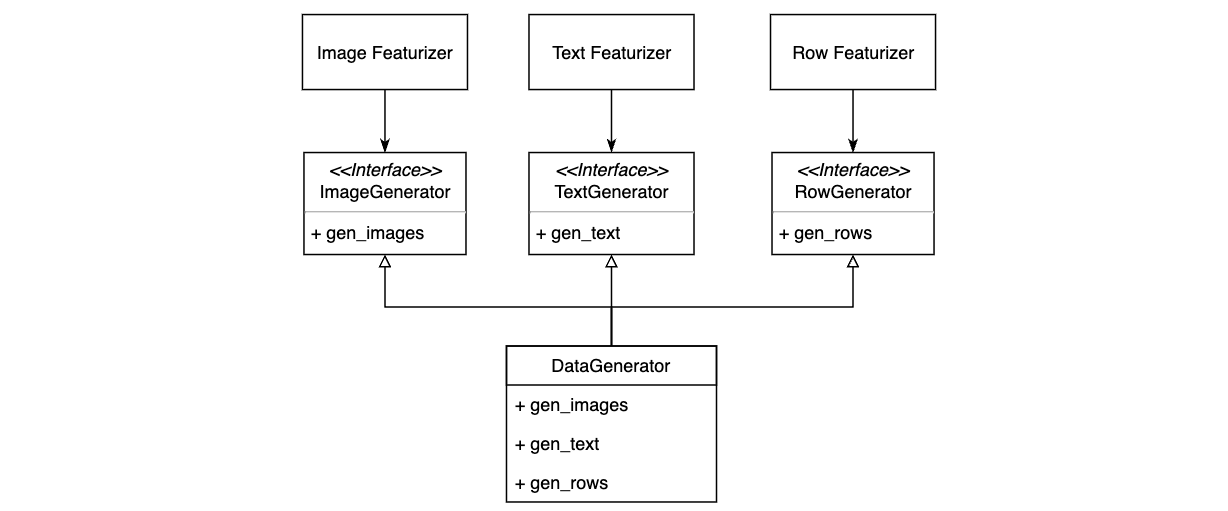 Image Featurizer
Text Featurizer
Row Featurizer
<<Interface>>
ImageGenerator
+ gen_images
<<Interface>>
TextGenerator
+ gen_text
<<Interface>>
RowGenerator
+ gen_rows
DataGenerator
+ gen_images
+ gen_text
+ gen_rows